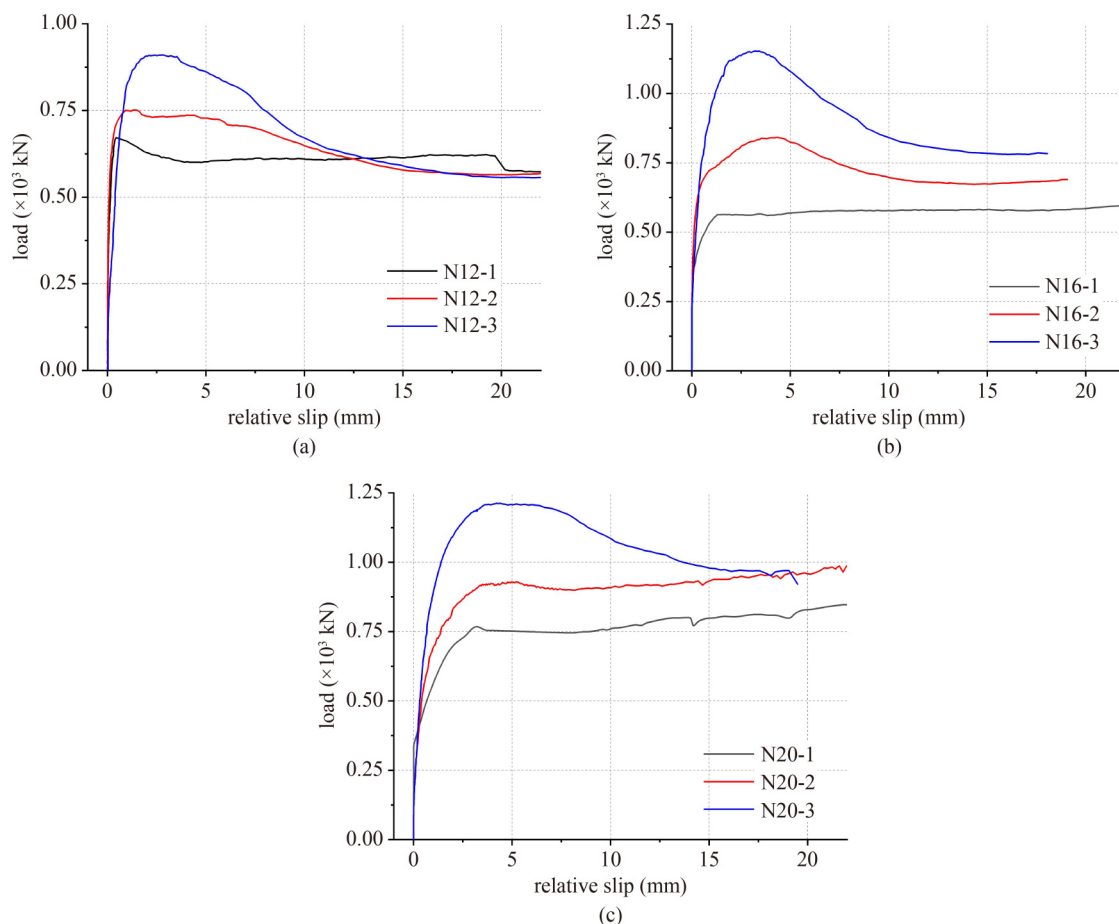 1.00
0.75
0.50
0.25
0.00
load (×10³ kN)
N12-1
N12-2
N12-3
0 5 10 15 20
relative slip (mm)
(a)
1.25
1.00
0.75
0.50
0.25
0.00
load (×10³ kN)
N16-1
N16-2
N16-3
0 5 10 15 20
relative slip (mm)
(b)
1.25
1.00
0.75
0.50
0.25
0.00
load (×10³ kN)
N20-1
N20-2
N20-3
0 5 10 15 20
relative slip (mm)
(c)